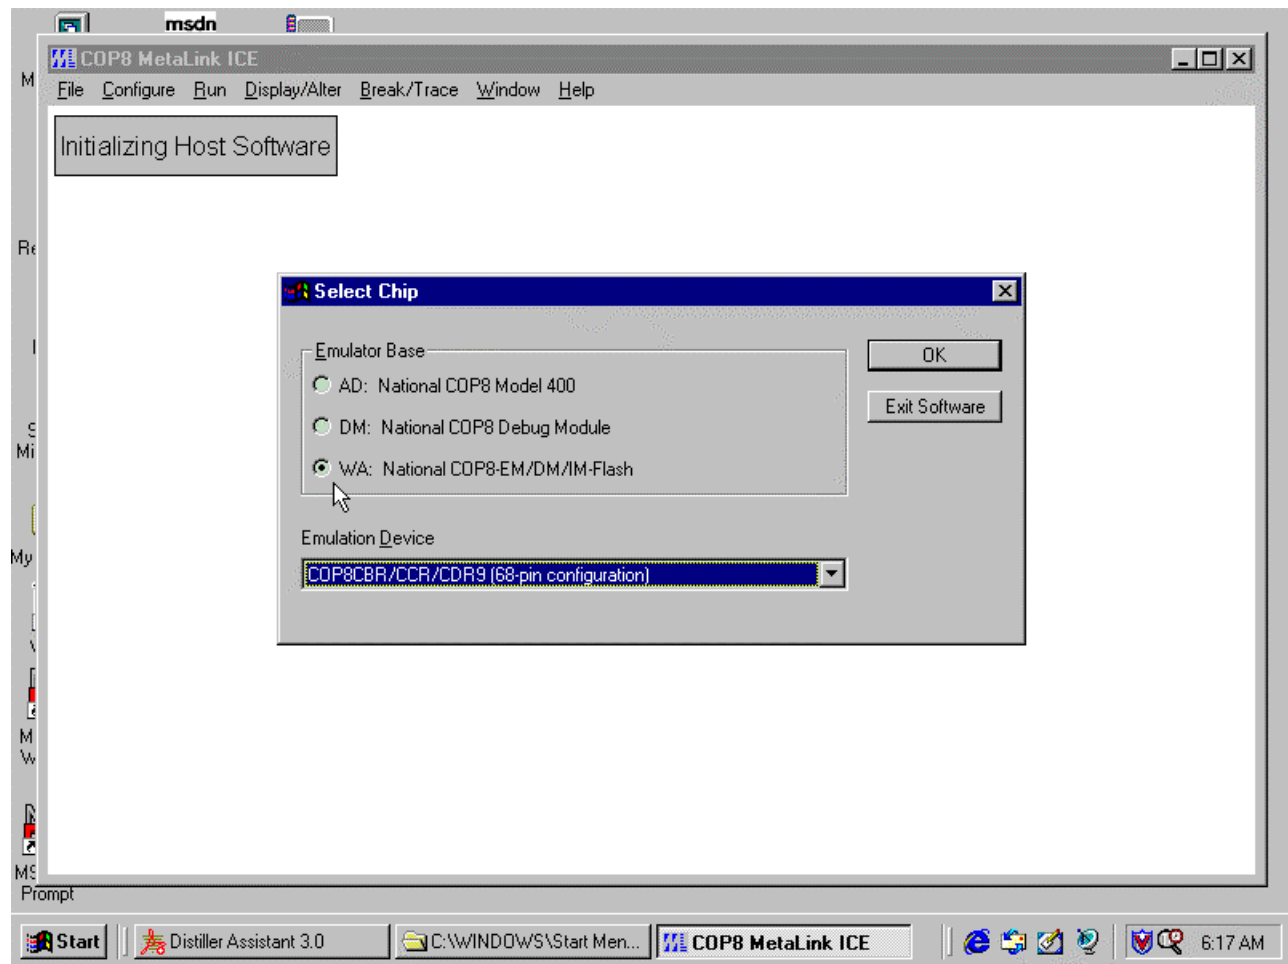 msdn
COP8 MetaLink ICE
File Configure Run Display/Alter Break/Trace Window Help
Initializing Host Software
Select Chip
Emulator Base
AD: National COP8 Model 400
DM: National COP8 Debug Module
WA: National COP8-EM/DM/IM-Flash
OK
Exit Software
Emulation Device
COP8CBR/CCR/CDR9 (68-pin configuration)
My
Prompt
Start Distiller Assistant 3.0 C:\WINDOWS\Start Men... COP8 MetaLink ICE 6:17 AM